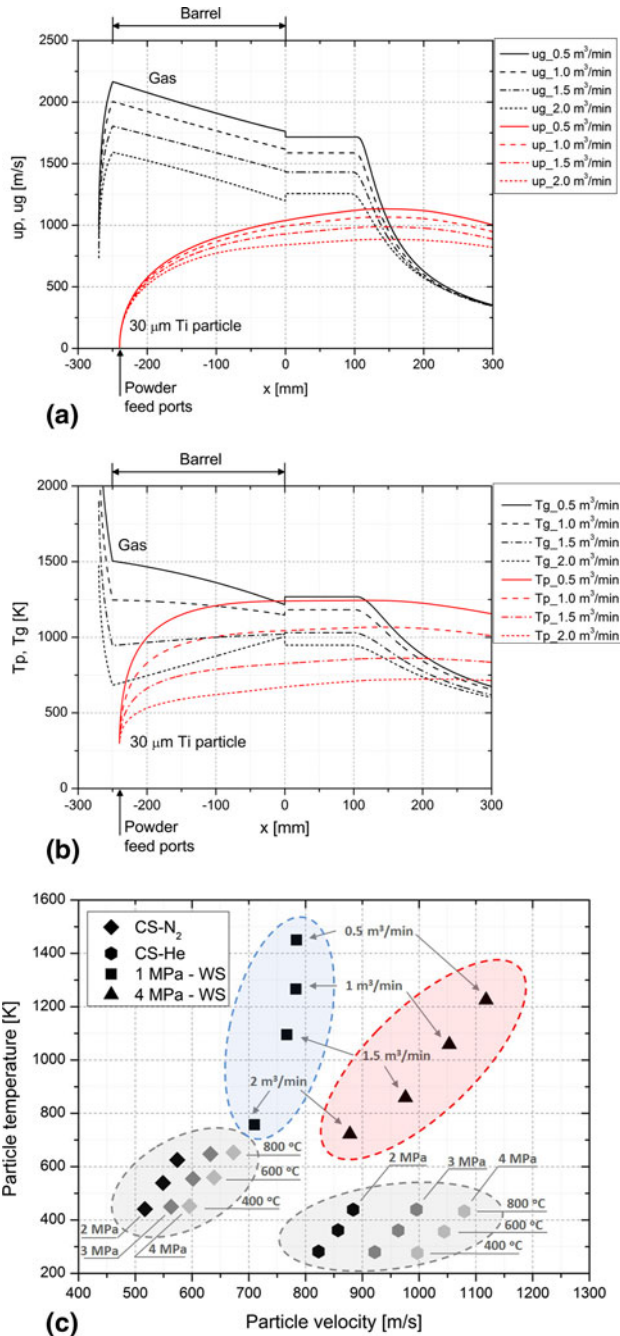 Barrel
2500
2000
1500
1000
500
0
up, ug [m/s]
Gas
30 μm Ti particle
-300
-200
-100
0
100
200
300
x [mm]
Powder
feed ports
ug_0.5 m³/min
ug_1.0 m³/min
ug_1.5 m³/min
ug_2.0 m³/min
up_0.5 m³/min
up_1.0 m³/min
up_1.5 m³/min
up_2.0 m³/min
(a)
Barrel
2000
1500
1000
500
0
Tp, Tg [K]
Gas
30 μm Ti particle
-300
-200
-100
0
100
200
300
x [mm]
Powder
feed ports
Tg_0.5 m³/min
Tg_1.0 m³/min
Tg_1.5 m³/min
Tg_2.0 m³/min
Tp_0.5 m³/min
Tp_1.0 m³/min
Tp_1.5 m³/min
Tp_2.0 m³/min
(b)
1600
1400
1200
1000
800
600
400
200
Particle temperature [K]
CS-N₂
CS-He
1 MPa - WS
4 MPa - WS
0.5 m³/min
1 m³/min
1.5 m³/min
2 m³/min
800 ºC
600 ºC
400 ºC
2 MPa
3 MPa
4 MPa
2 MPa
3 MPa
4 MPa
800 ºC
600 ºC
400 ºC
400
500
600
700
800
900
1000
1100
1200
1300
Particle velocity [m/s]
(c)